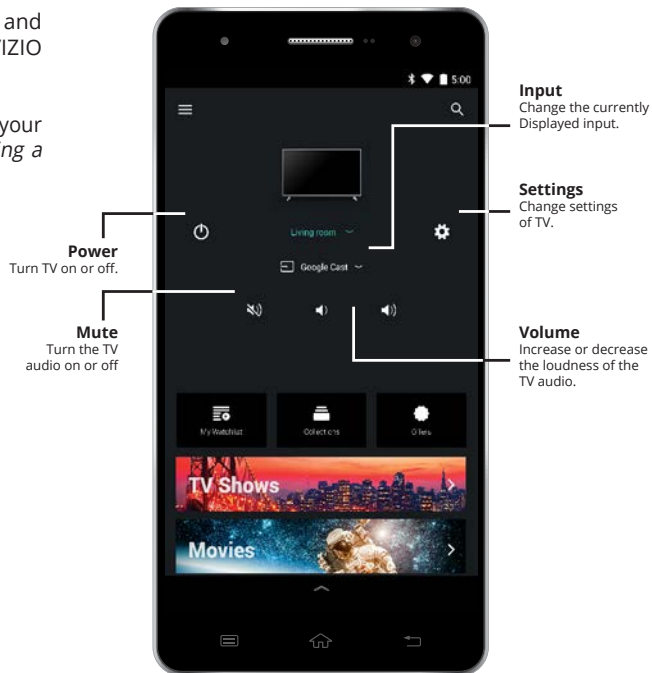 and
IZIO
your
ing a
5:00
Input
Change the currently
Displayed input.
Settings
Change settings
of TV.
Power
Turn TV on or off.
Living room
Google Cast
Mute
Turn the TV
audio on or off
Volume
Increase or decrease
the loudness of the
TV audio.
My Watchlist
Collections
Offers
TV Shows
Movies